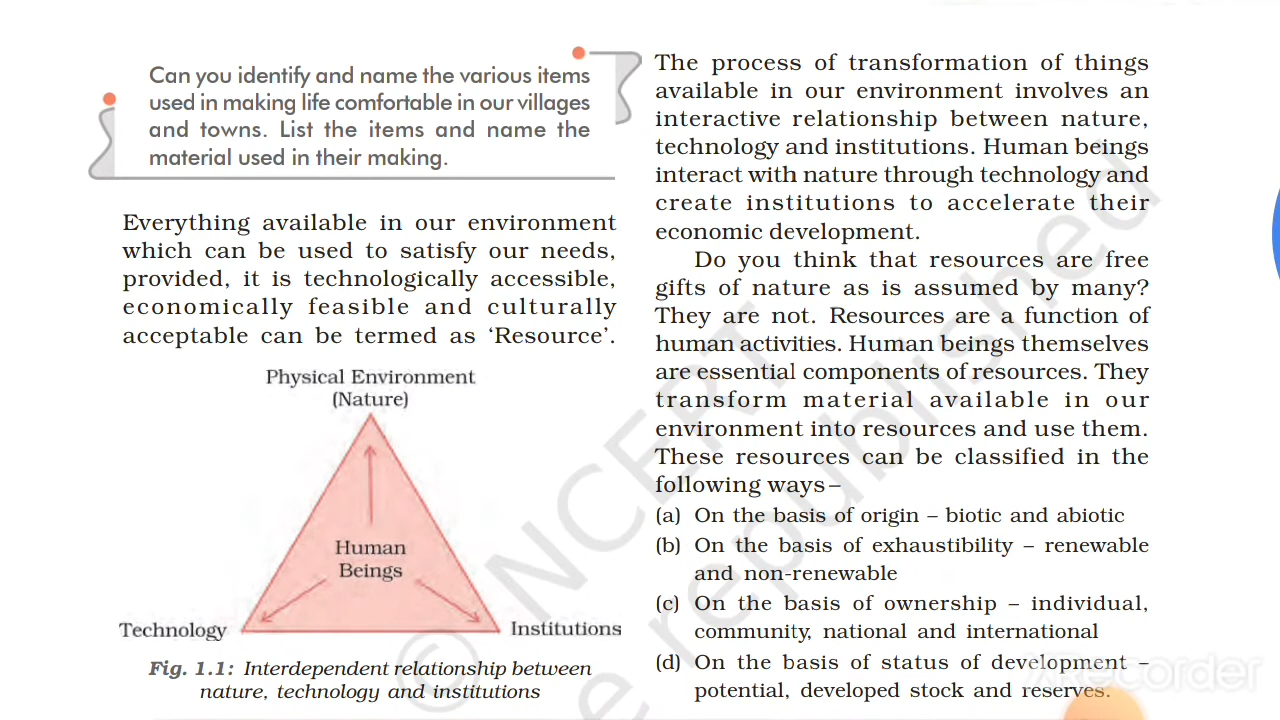 Can you identify and name the various items
used in making life comfortable in our villages
and towns. List the items and name the
material used in their making.
Everything available in our environment
which can be used to satisfy our needs,
provided, it is technologically accessible,
economically feasible and culturally
acceptable can be termed as ‘Resource’.
Physical Environment
(Nature)
Human
Beings
Technology
Institutions
Fig. 1.1: Interdependent relationship between
nature, technology and institutions
The process of transformation of things
available in our environment involves an
interactive relationship between nature,
technology and institutions. Human beings
interact with nature through technology and
create institutions to accelerate their
economic development.
Do you think that resources are free
gifts of nature as is assumed by many?
They are not. Resources are a function of
human activities. Human beings themselves
are essential components of resources. They
transform material available in our
environment into resources and use them.
These resources can be classified in the
following ways–
(a) On the basis of origin – biotic and abiotic
(b) On the basis of exhaustibility – renewable
and non-renewable
(c) On the basis of ownership – individual,
community, national and international
(d) On the basis of status of development –
potential, developed stock and reserves.
© NCERT
e republished
XRecorder